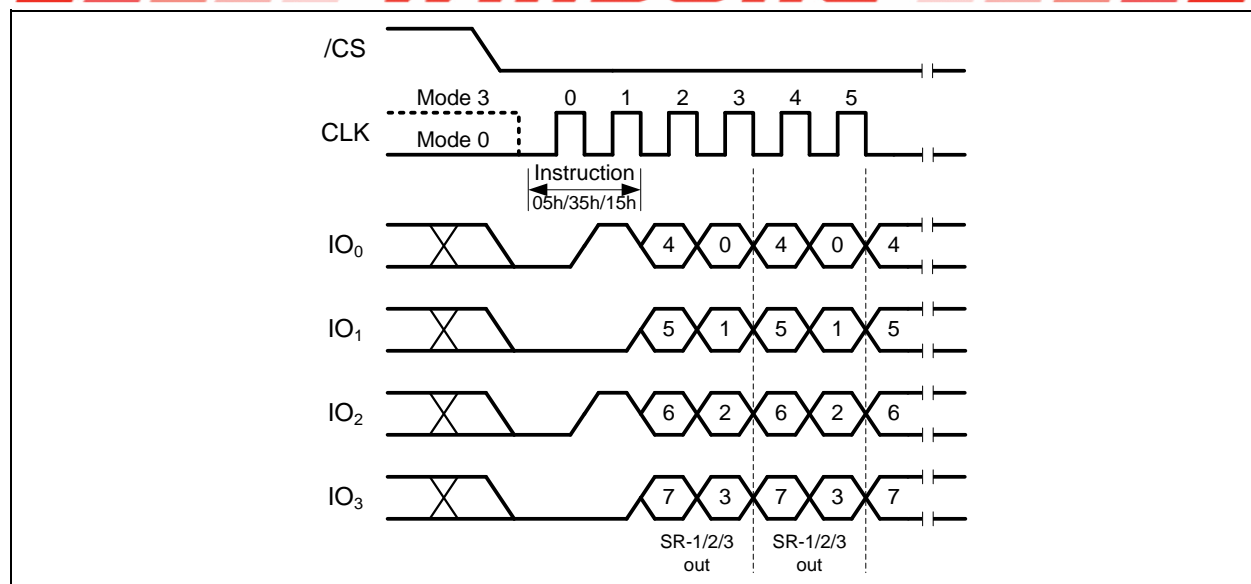 /CS
Mode 3
0 1 2 3 4 5
CLK
Mode 0
Instruction
05h/35h/15h
IO0 4 0 4 0 4
IO1 5 1 5 1 5
IO2 6 2 6 2 6
IO3 7 3 7 3 7
SR-1/2/3 SR-1/2/3
out out